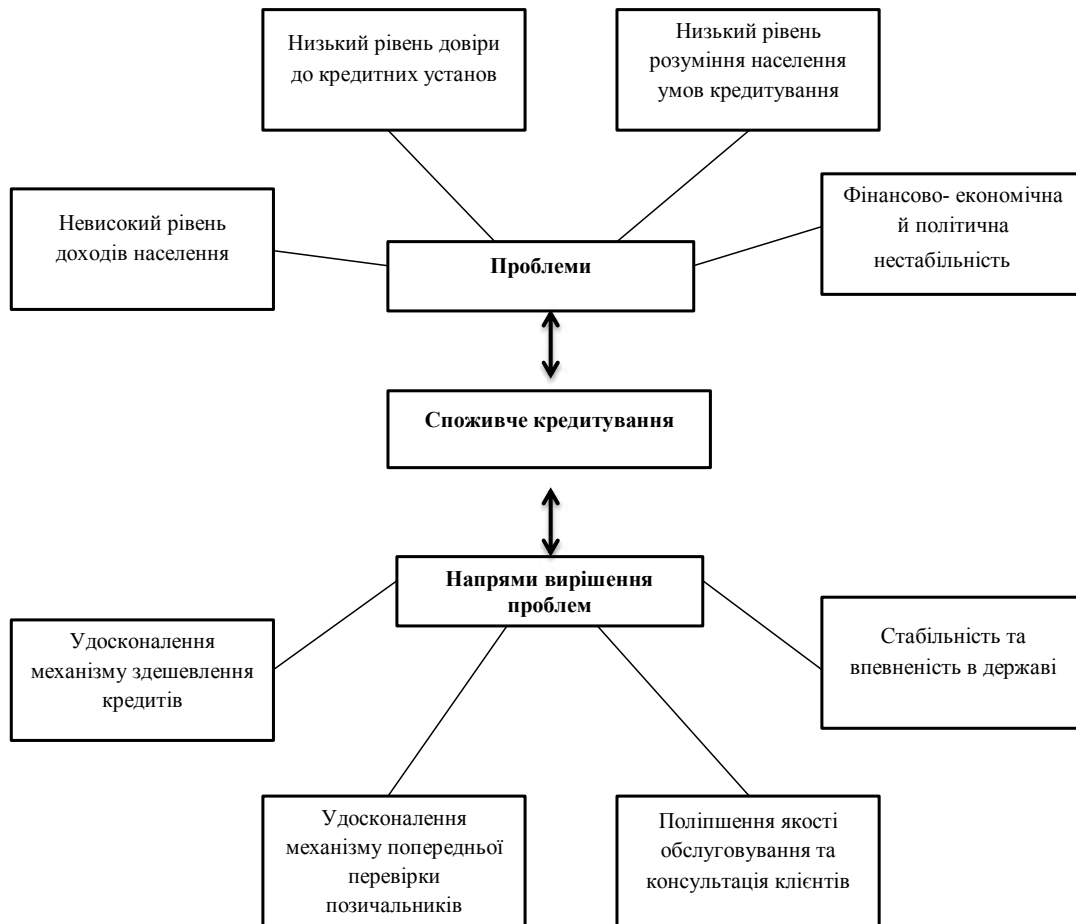 Низький рівень довіри
до кредитних установ
Низький рівень
розуміння населення
умов кредитування
Невисокий рівень
доходів населення
Фінансово- економічна
й політична
нестабільність
Проблеми
Споживче кредитування
Напрями вирішення
проблем
Удосконалення
механізму здешевлення
кредитів
Стабільність та
впевненість в державі
Удосконалення
механізму попередньої
перевірки
позичальників
Поліпшення якості
обслуговування та
консультація клієнтів